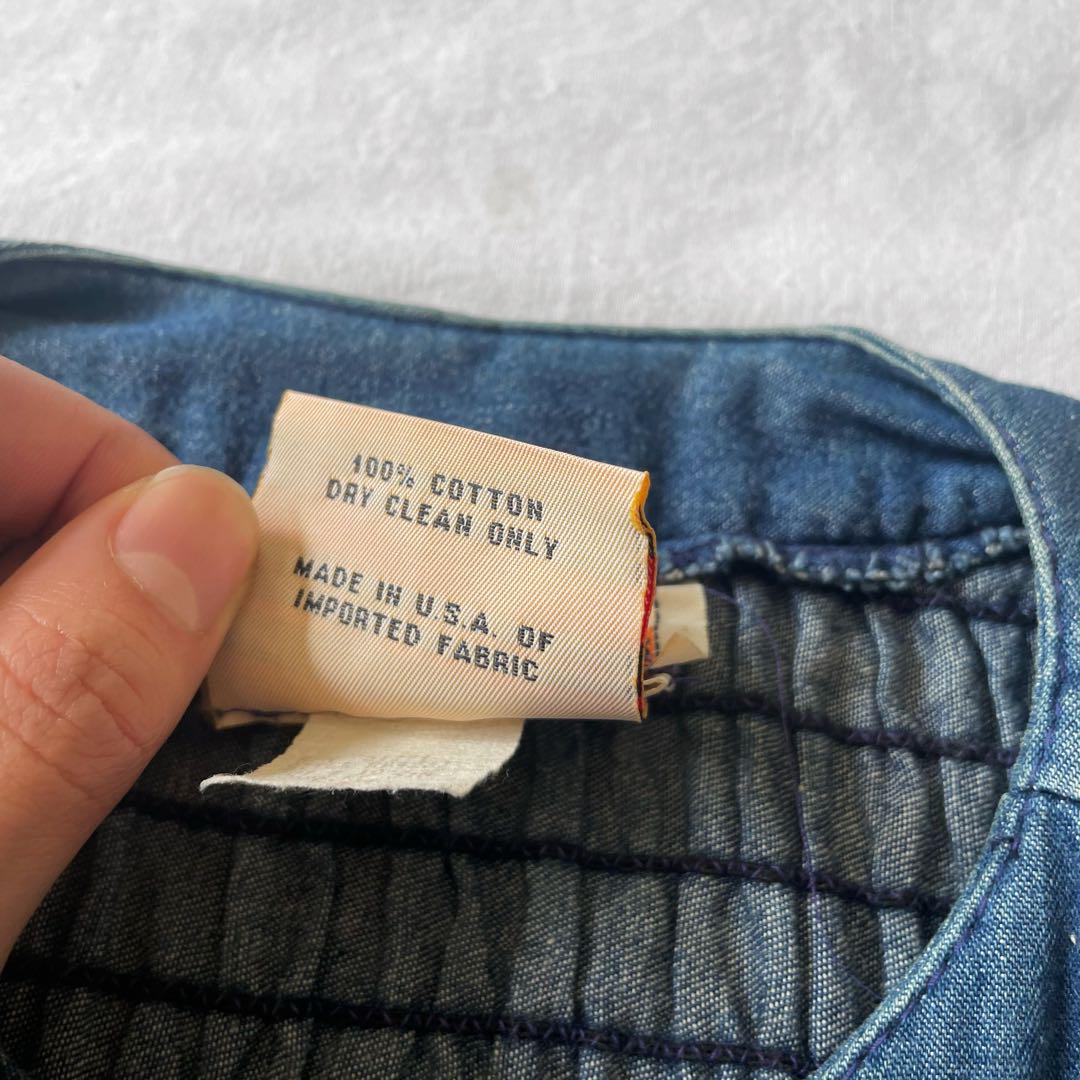 100% COTTON
DRY CLEAN ONLY
MADE IN U.S.A. OF
IMPORTED FABRIC